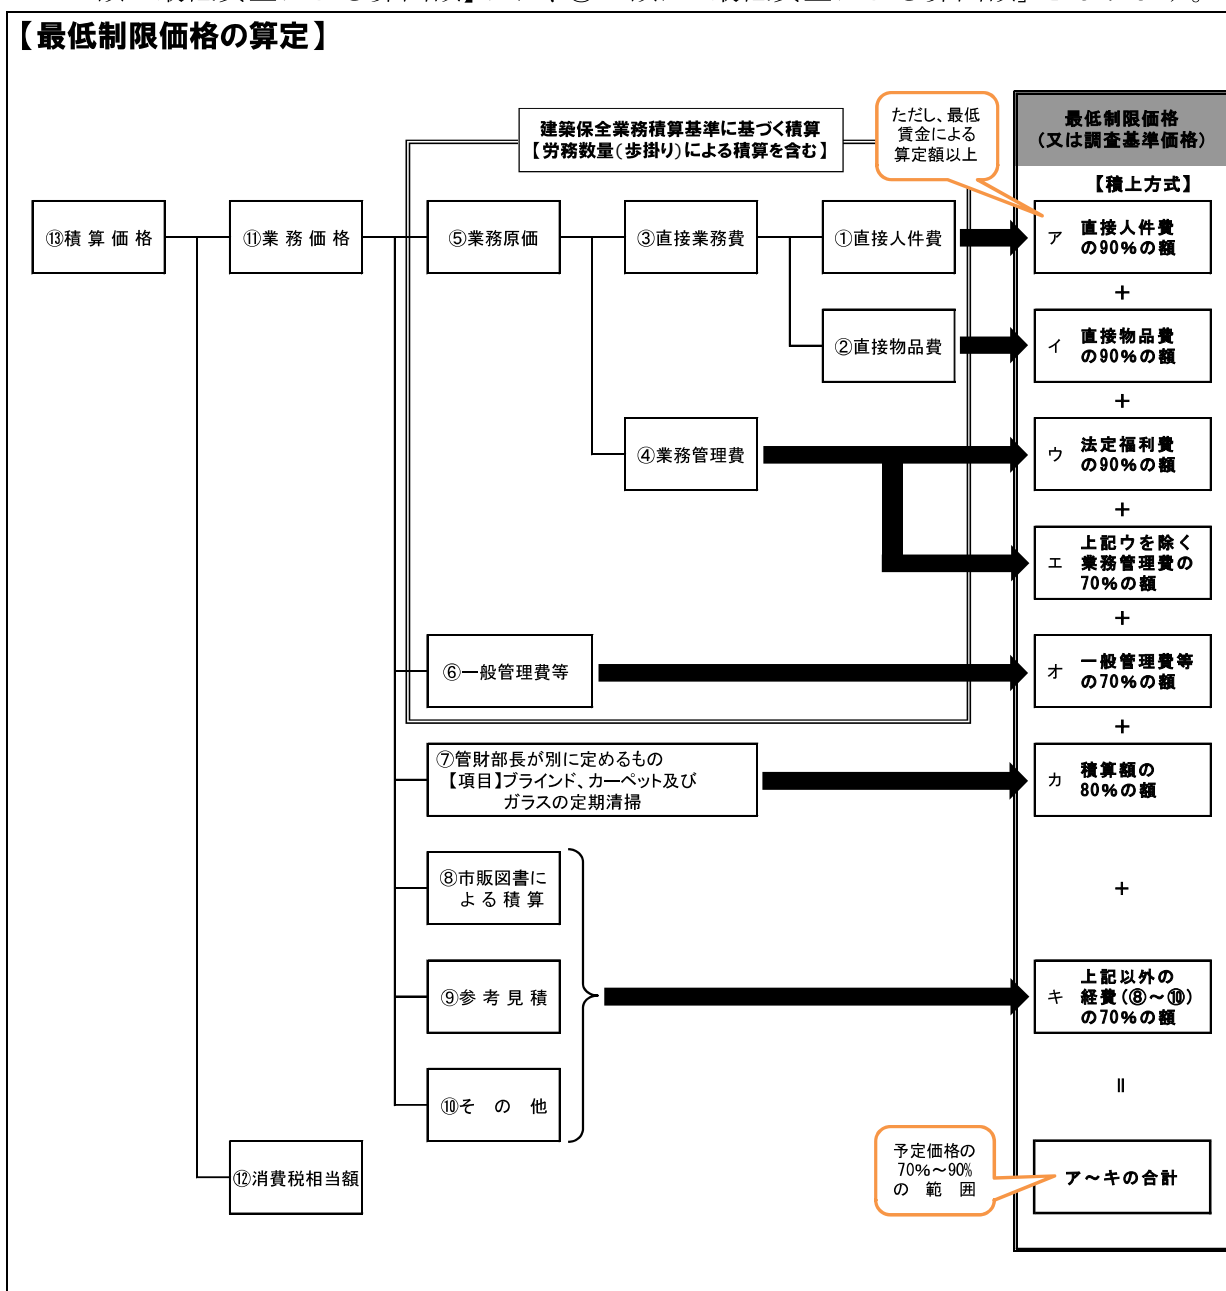 【最低制限価格の算定】
建築保全業務積算基準に基づく積算
【労務数量(歩掛り)による積算を含む】
ただし、最低
賃金による
算定額以上
最低制限価格
(又は調査基準価格)
【積上方式】
⑬積算価格
⑪業務価格
⑤業務原価
③直接業務費
①直接人件費
ア 直接人件費
の90%の額
+
②直接物品費
イ 直接物品費
の90%の額
+
④業務管理費
ウ 法定福利費
の90%の額
+
エ 上記ウを除く
業務管理費の
70%の額
+
⑥一般管理費等
オ 一般管理費等
の70%の額
+
⑦管財部長が別に定めるもの
【項目】ブラインド、カーペット及び
ガラスの定期清掃
カ 積算額の
80%の額
⑧市販図書に
よる積算
+
⑨参考見積
キ 上記以外の
経費(⑧~⑩)
の70%の額
⑩その他
=
⑫消費税相当額
予定価格の
70%~90%
の範囲
ア~キの合計